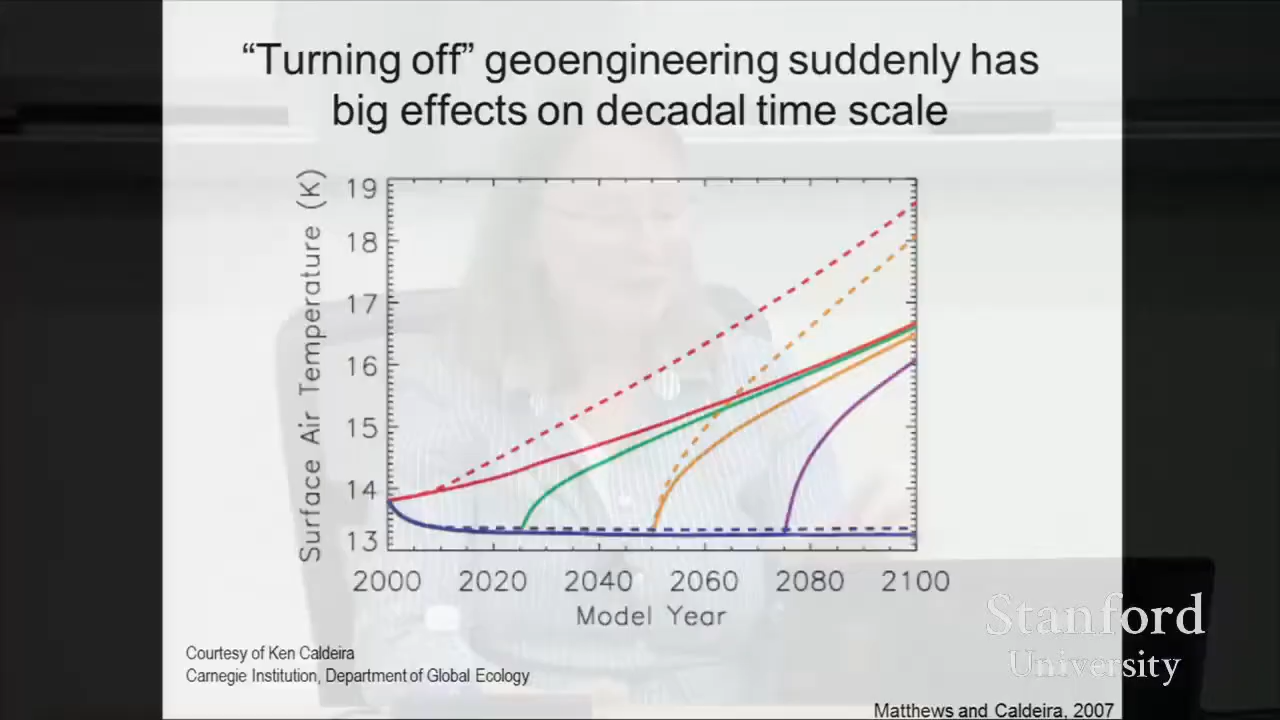 “Turning off” geoengineering suddenly has
big effects on decadal time scale
Surface Air Temperature (K)
19
18
17
16
15
14
13
2000 2020 2040 2060 2080 2100
Model Year
Courtesy of Ken Caldeira
Carnegie Institution, Department of Global Ecology
Stanford
University
Matthews and Caldeira, 2007